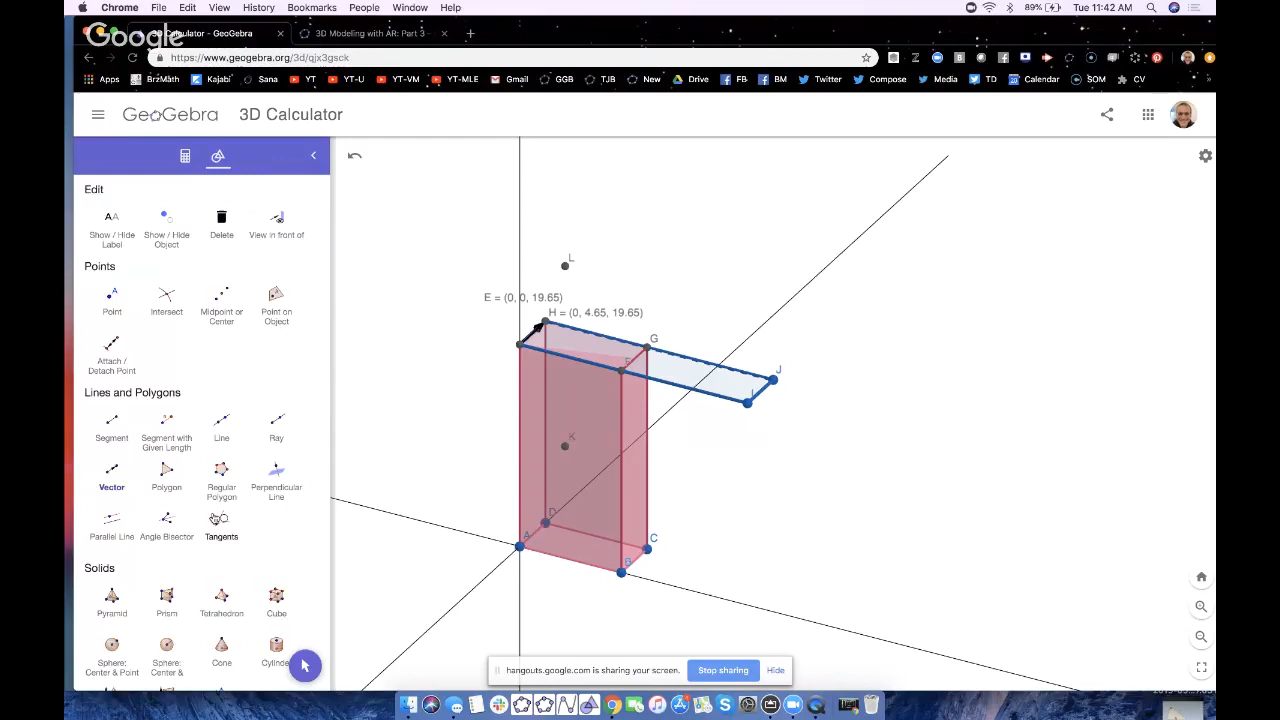 Chrome File Edit View History Bookmarks People Window Help 89% Tue 11:42 AM
Google
3D Calculator - GeoGebra 3D Modeling with AR: Part 3 -
https://www.geogebra.org/3d/qjx3gsck
Apps BrzMath Kajabi Sana YT YT-U YT-VM YT-MLE Gmail GGB TJB New Drive FB BM Twitter Compose Media TD Calendar SOM CV
GeoGebra 3D Calculator
Edit
Show / Hide Label
Show / Hide Object
Delete
View in front of
Points
Point
Intersect
Midpoint or Center
Point on Object
Attach / Detach Point
Lines and Polygons
Segment
Segment with Given Length
Line
Ray
Vector
Polygon
Regular Polygon
Perpendicular Line
Parallel Line
Angle Bisector
Tangents
Solids
Pyramid
Prism
Tetrahedron
Cube
Sphere: Center & Point
Sphere: Center &
Cone
L
E = (0, 0, 19.65)
H = (0, 4.65, 19.65)
G
F
J
I
K
D
A
C
B
hangouts.google.com is sharing your screen. Stop sharing Hide